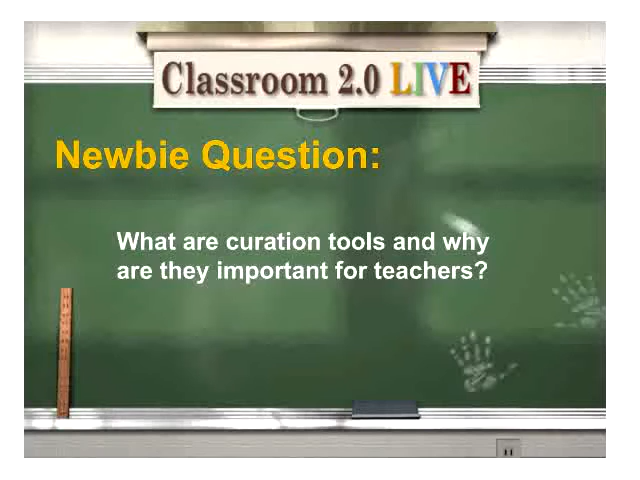 Classroom 2.0 LIVE
Newbie Question:
What are curation tools and why
are they important for teachers?